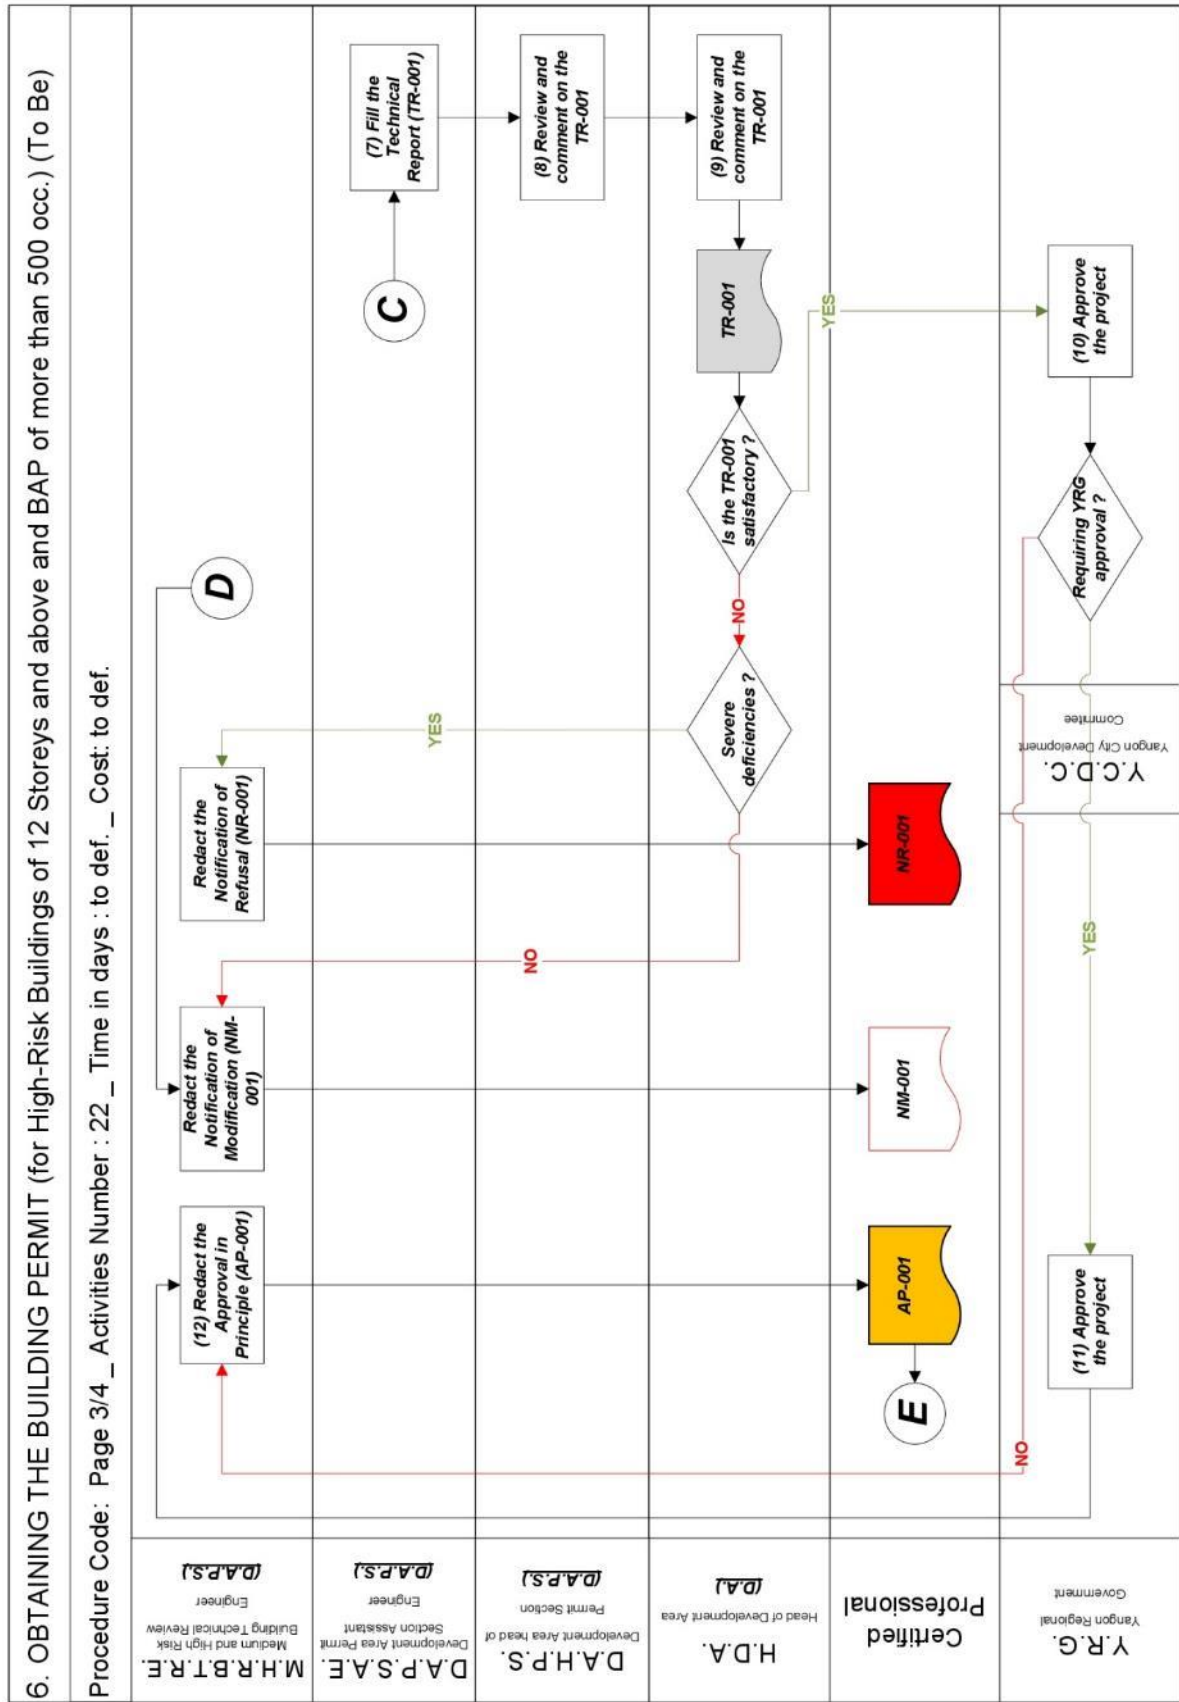 6. OBTAINING THE BUILDING PERMIT (for High-Risk Buildings of 12 Storeys and above and BAP of more than 500 occ.) (To Be)
Procedure Code: Page 3/4 _ Activities Number : 22 _ Time in days : to def. _ Cost: to def.
M.H.R.B.T.R.E.
Medium and High Risk
Building Technical Review
Engineer
(D.A.P.S.)
(12) Redact the
Approval in
Principle (AP-001)
Redact the
Notification of
Modification (NM-
001)
Redact the
Notification of
Refusal (NR-001)
D
D.A.P.S.A.E.
Development Area Permit
Section Assistant
Engineer
(D.A.P.S.)
YES
C
(7) Fill the
Technical
Report (TR-001)
D.A.H.P.S.
Development Area head of
Permit Section
(D.A.P.S.)
NO
(8) Review and
comment on the
TR-001
H.D.A.
Head of Development Area
(D.A.)
Severe
deficiencies ?
NO
Is the TR-001
satisfactory ?
TR-001
(9) Review and
comment on the
TR-001
YES
Certified
Professional
E
AP-001
NM-001
NR-001
Y.R.G.
Yangon Regional
Government
NO
(11) Approve
the project
YES
Y.C.D.C.
Yangon City Development
Commitee
Requiring YRG
approval ?
(10) Approve
the project